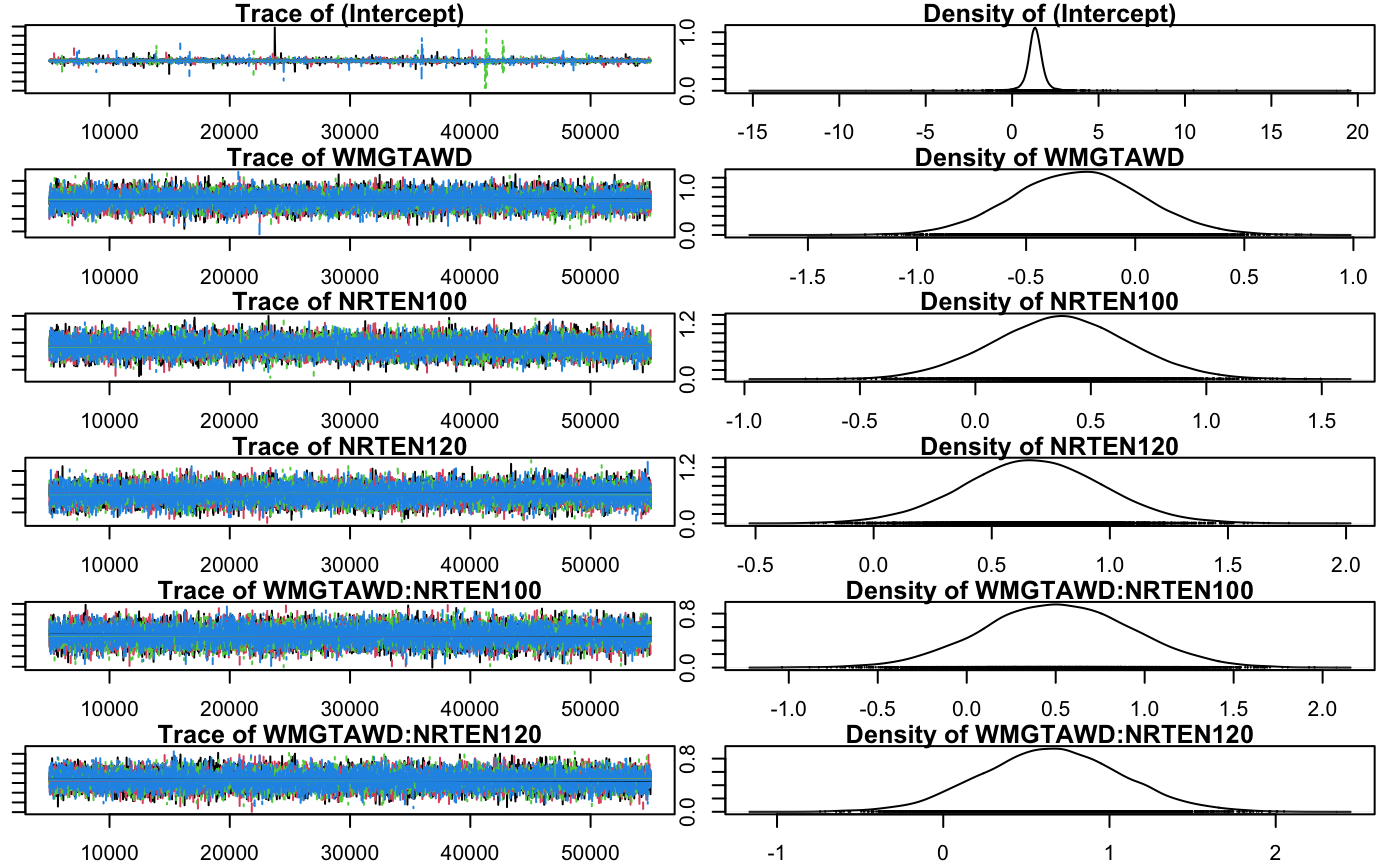 Trace of (Intercept) Density of (Intercept)
0.0 1.0
10000 20000 30000 40000 50000 -15 -10 -5 0 5 10 15 20
Trace of WMGTAWD Density of WMGTAWD
0.0 1.0
10000 20000 30000 40000 50000 -1.5 -1.0 -0.5 0.0 0.5 1.0
Trace of NRTEN100 Density of NRTEN100
0.0 1.2
10000 20000 30000 40000 50000 -1.0 -0.5 0.0 0.5 1.0 1.5
Trace of NRTEN120 Density of NRTEN120
0.0 1.2
10000 20000 30000 40000 50000 -0.5 0.0 0.5 1.0 1.5 2.0
Trace of WMGTAWD:NRTEN100 Density of WMGTAWD:NRTEN100
0.0 0.8
10000 20000 30000 40000 50000 -1.0 -0.5 0.0 0.5 1.0 1.5 2.0
Trace of WMGTAWD:NRTEN120 Density of WMGTAWD:NRTEN120
0.0 0.8
10000 20000 30000 40000 50000 -1 0 1 2